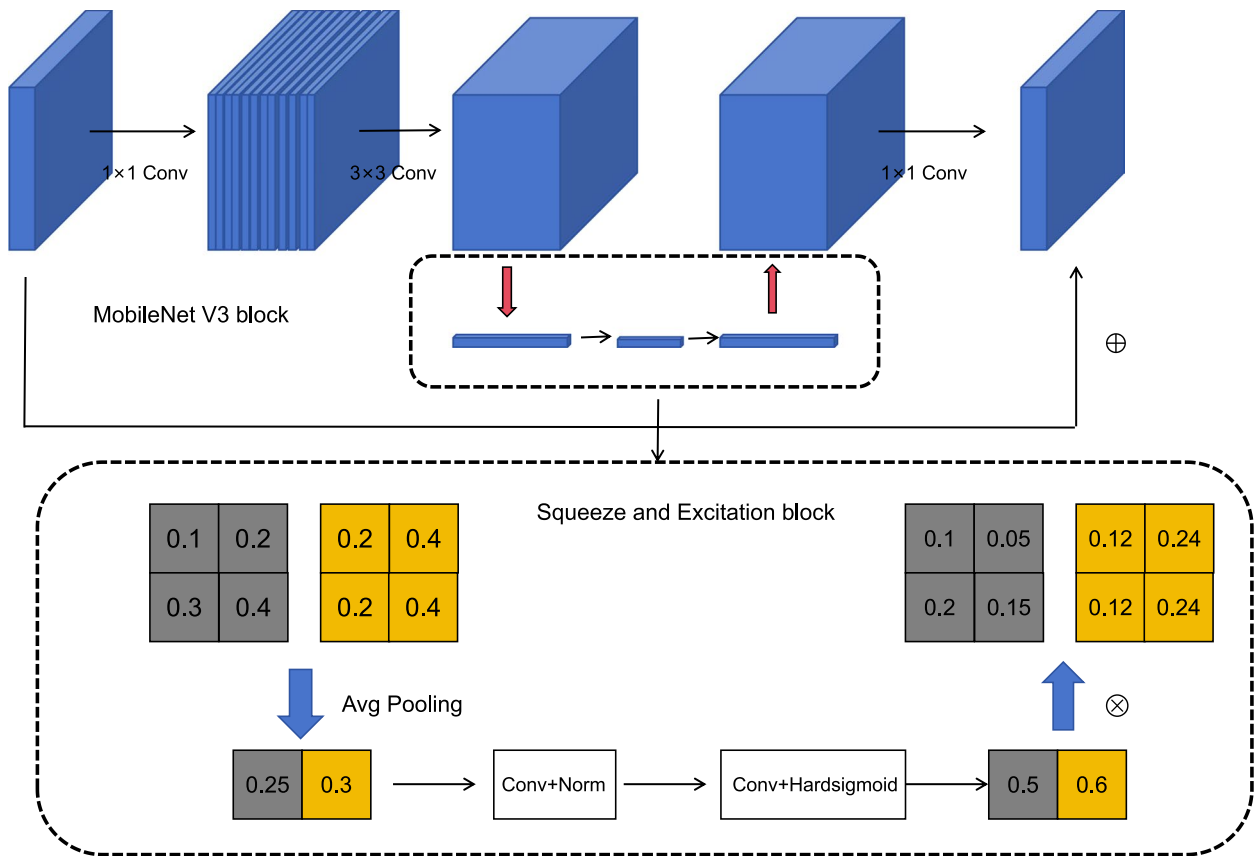 1×1 Conv
3×3 Conv
1×1 Conv
MobileNet V3 block
⊕
Squeeze and Excitation block
0.1 0.2 0.2 0.4 0.1 0.05 0.12 0.24
0.3 0.4 0.2 0.4 0.2 0.15 0.12 0.24
Avg Pooling
⊗
0.25 0.3
Conv+Norm
Conv+Hardsigmoid
0.5 0.6